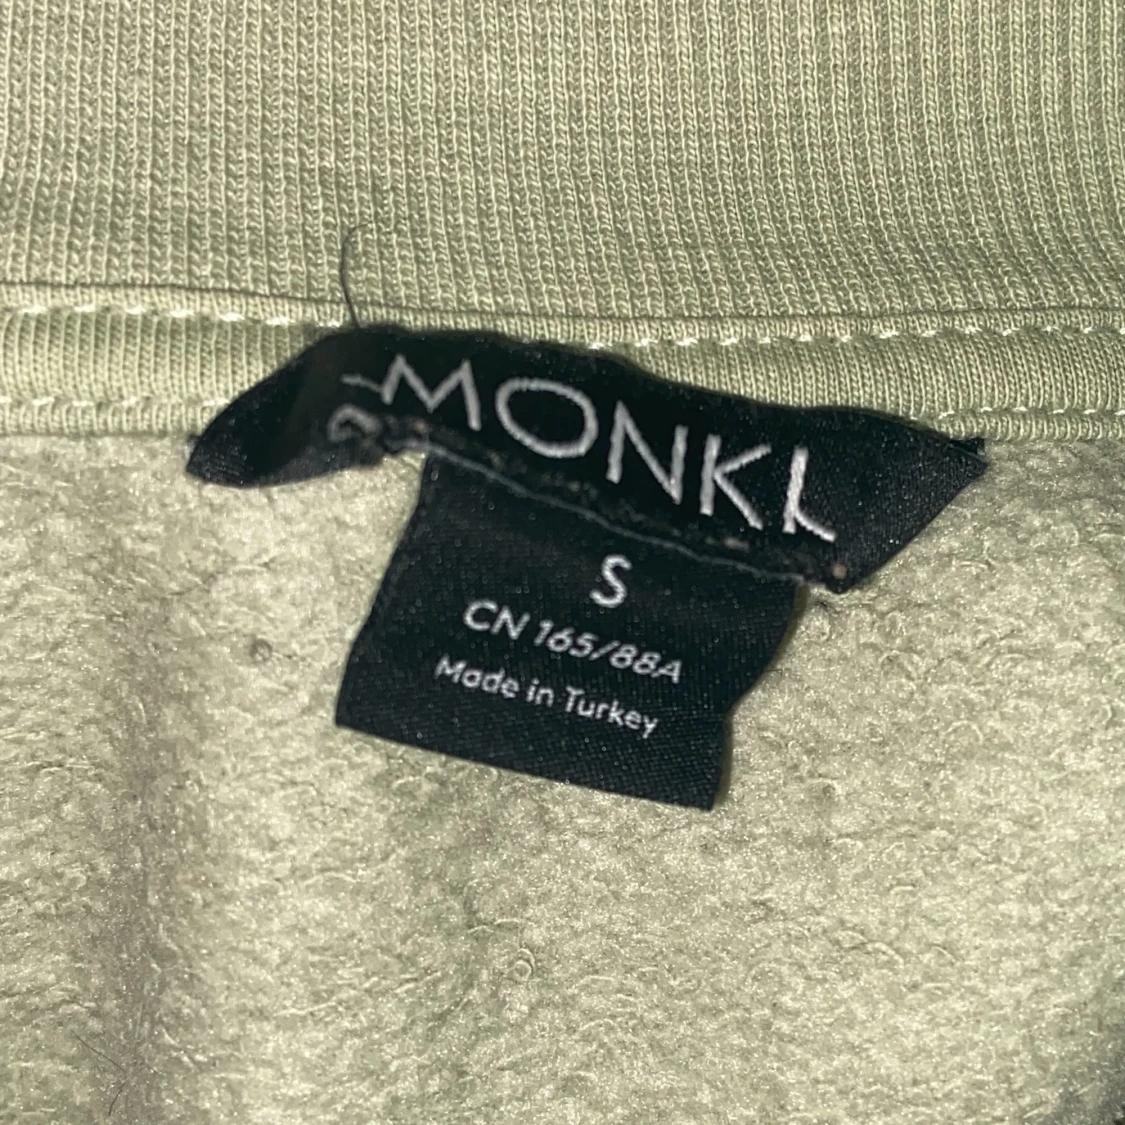 MONKI
S
CN 165/88A
Made in Turkey